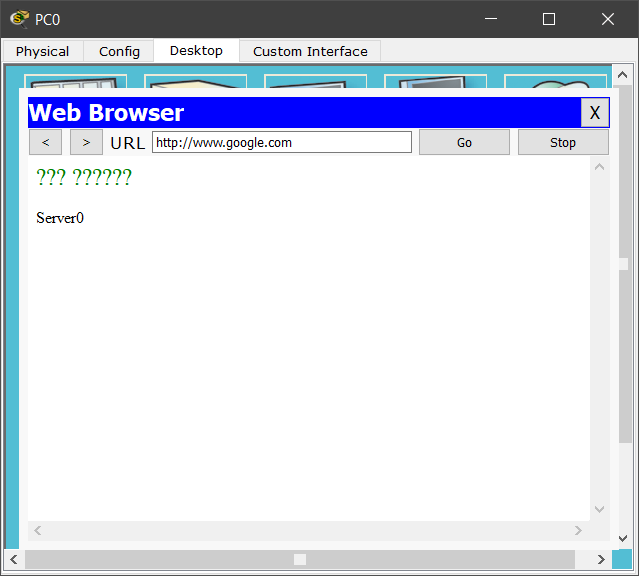 PC0
Physical Config Desktop Custom Interface
Web Browser X
< > URL http://www.google.com Go Stop
??? ??????
Server0